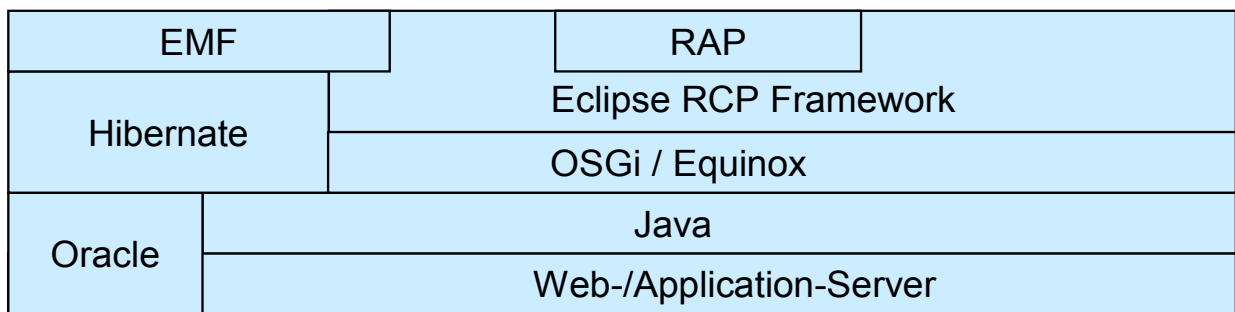 EMF
RAP
Eclipse RCP Framework
Hibernate
OSGi / Equinox
Java
Oracle
Web-/Application-Server